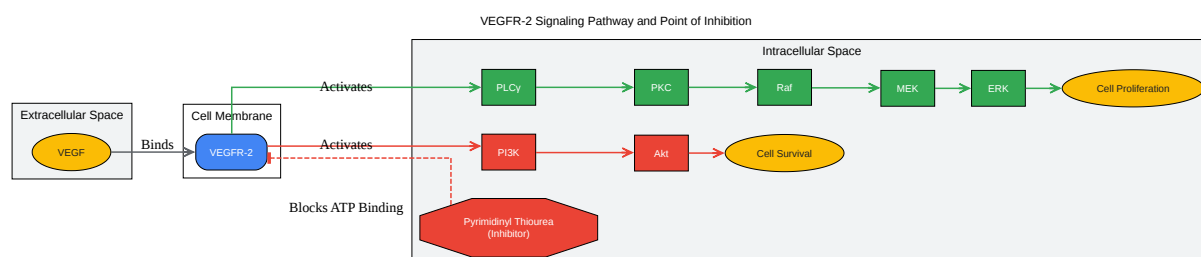 VEGFR-2 Signaling Pathway and Point of Inhibition
Intracellular Space
Extracellular Space
Cell Membrane
VEGF
Binds
VEGFR-2
Activates
PLCγ
PKC
Raf
MEK
ERK
Cell Proliferation
Activates
PI3K
Akt
Cell Survival
Blocks ATP Binding
Pyrimidinyl Thiourea
(Inhibitor)